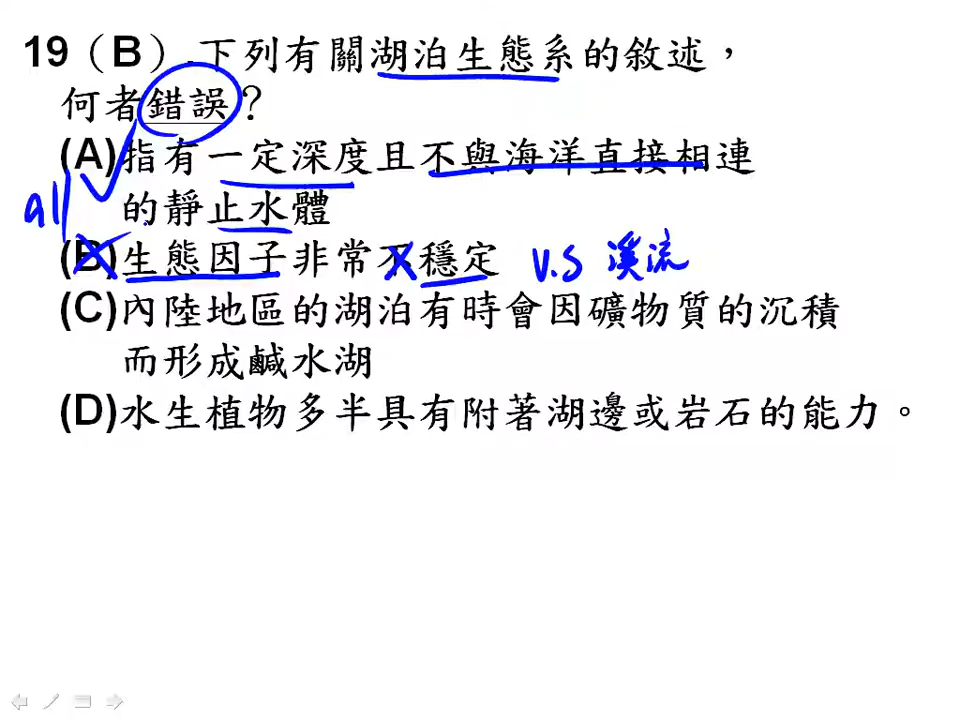 19（B）.下列有關湖泊生態系的敘述，
何者錯誤？
(A)指有一定深度且不與海洋直接相連
all
的靜止水體
(B)生態因子非常不穩定 V.S 溪流
(C)內陸地區的湖泊有時會因礦物質的沉積
而形成鹹水湖
(D)水生植物多半具有附著湖邊或岩石的能力。